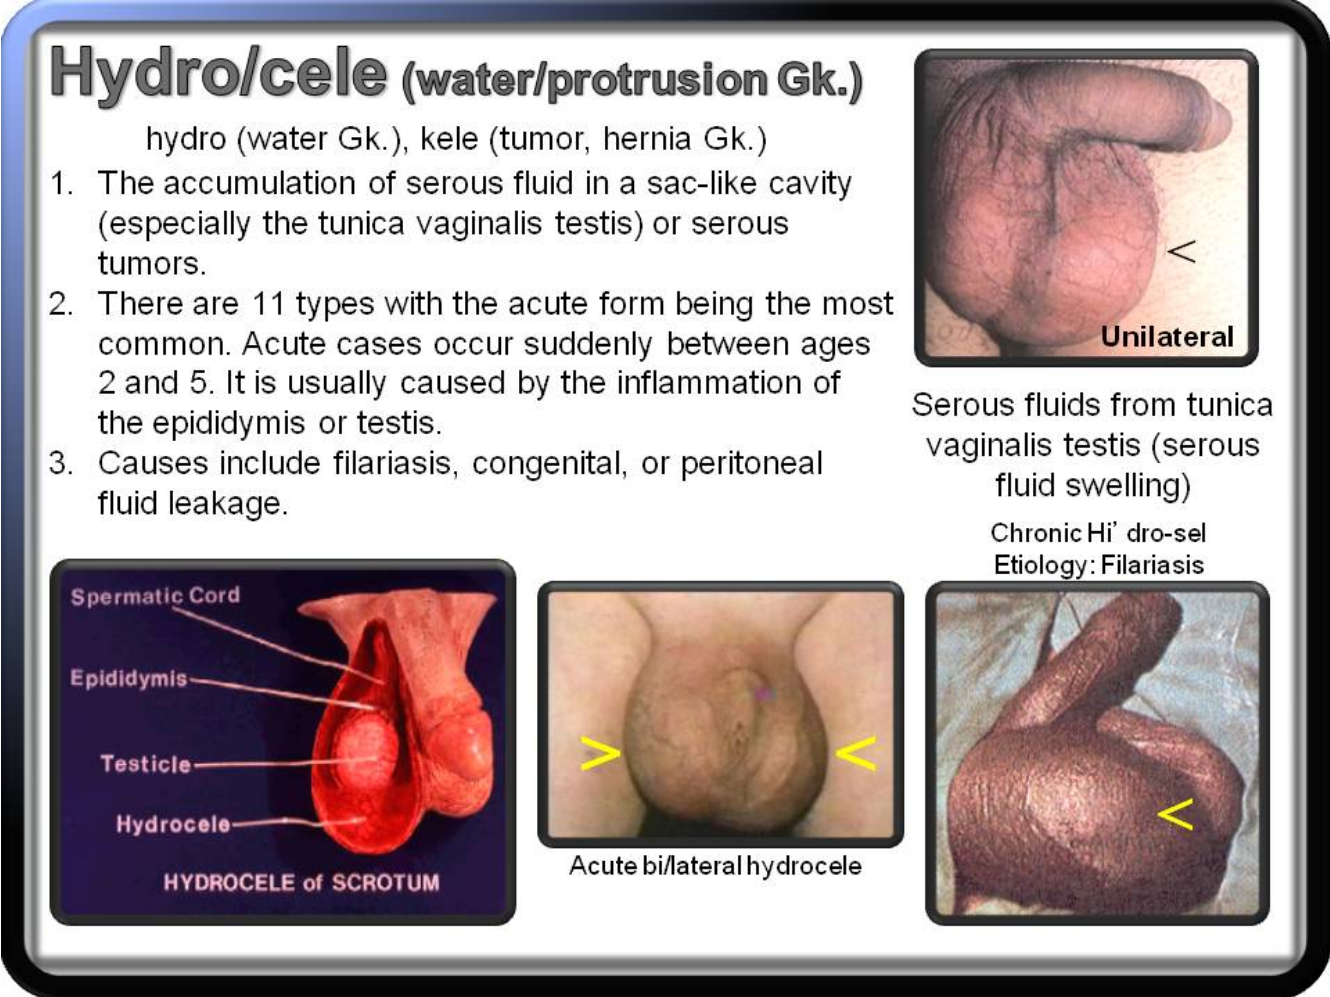 Hydro/cele (water/protrusion Gk.)
hydro (water Gk.), kele (tumor, hernia Gk.)
1. The accumulation of serous fluid in a sac-like cavity
(especially the tunica vaginalis testis) or serous
tumors.
2. There are 11 types with the acute form being the most
common. Acute cases occur suddenly between ages
2 and 5. It is usually caused by the inflammation of
the epididymis or testis.
3. Causes include filariasis, congenital, or peritoneal
fluid leakage.
<
Unilateral
Serous fluids from tunica
vaginalis testis (serous
fluid swelling)
Chronic Hi’ dro-sel
Etiology: Filariasis
Spermatic Cord
Epididymis
Testicle
Hydrocele
HYDROCELE of SCROTUM
> <
Acute bi/lateral hydrocele
<